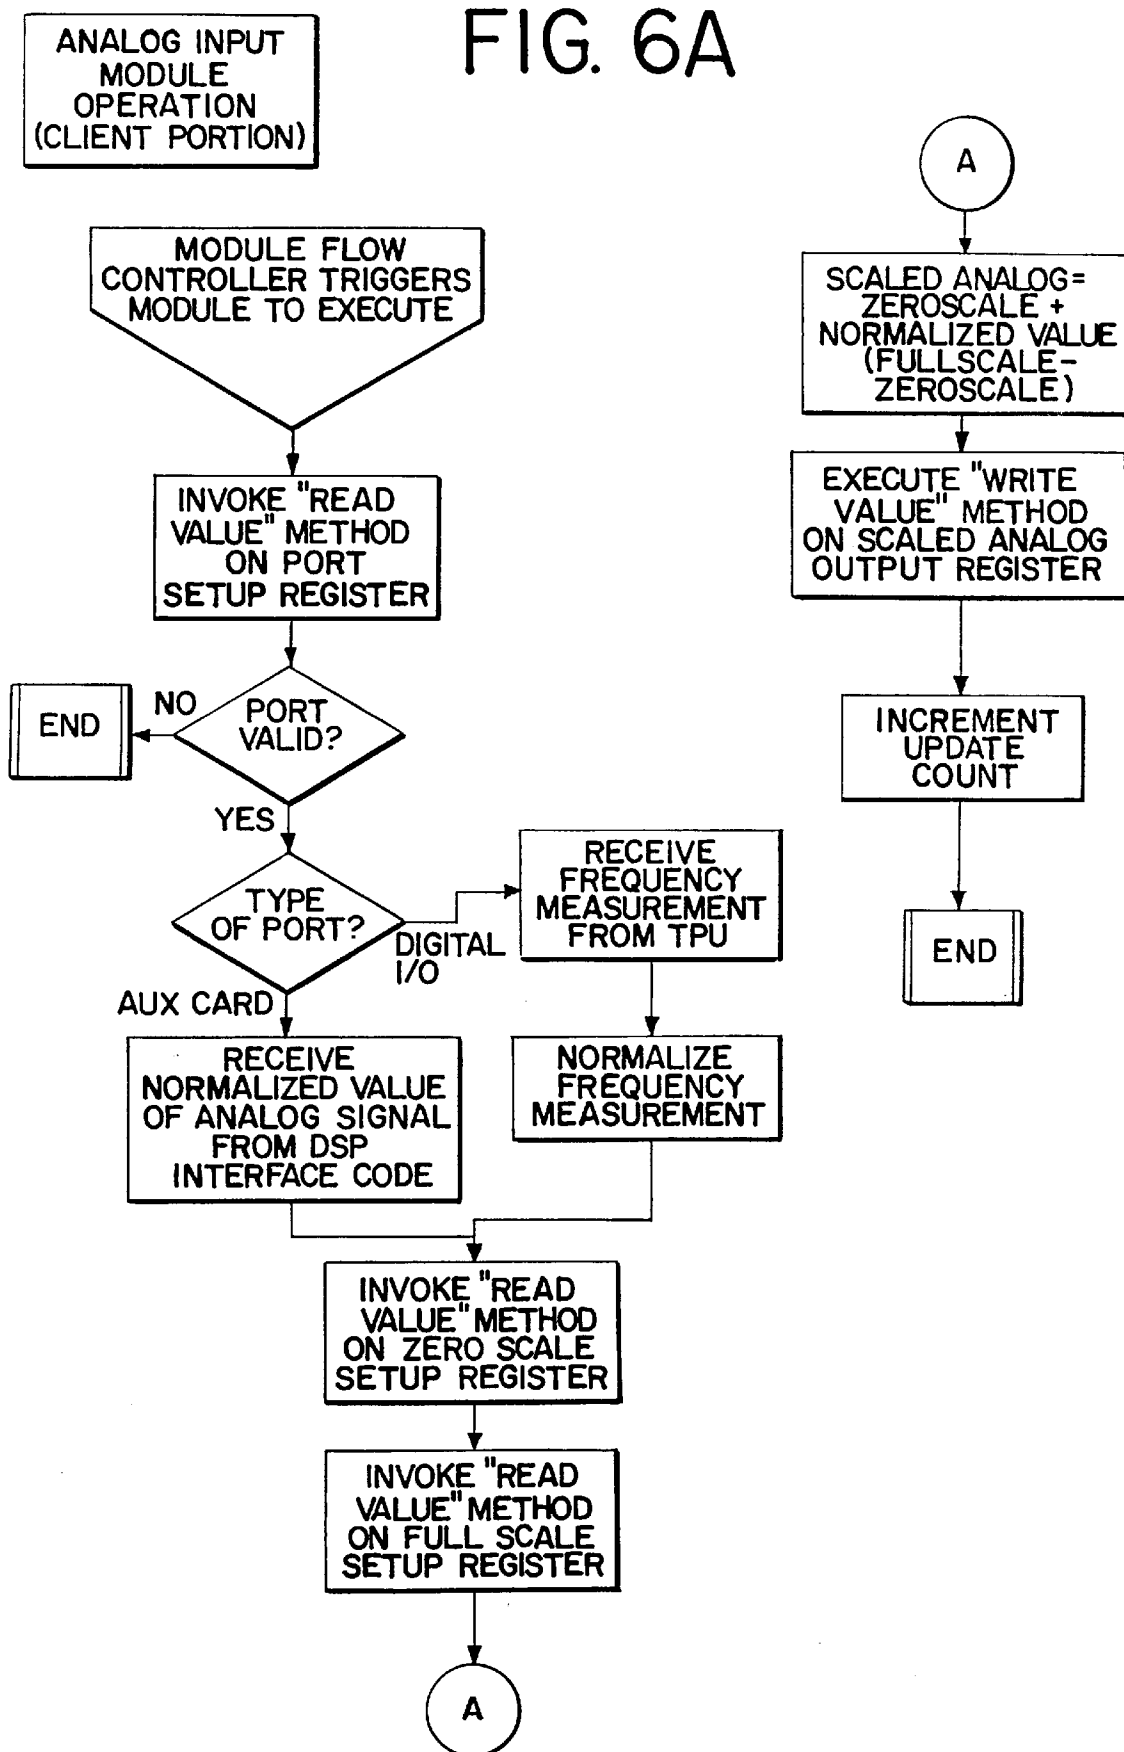 FIG. 6A
ANALOG INPUT
MODULE
OPERATION
(CLIENT PORTION)
MODULE FLOW
CONTROLLER TRIGGERS
MODULE TO EXECUTE
INVOKE "READ
VALUE" METHOD
ON PORT
SETUP REGISTER
PORT
VALID?
NO
END
YES
TYPE
OF PORT?
DIGITAL
I/O
AUX CARD
RECEIVE
FREQUENCY
MEASUREMENT
FROM TPU
NORMALIZE
FREQUENCY
MEASUREMENT
RECEIVE
NORMALIZED VALUE
OF ANALOG SIGNAL
FROM DSP
INTERFACE CODE
INVOKE "READ
VALUE" METHOD
ON ZERO SCALE
SETUP REGISTER
INVOKE "READ
VALUE" METHOD
ON FULL SCALE
SETUP REGISTER
A
A
SCALED ANALOG=
ZEROSCALE +
NORMALIZED VALUE
(FULLSCALE-
ZEROSCALE)
EXECUTE "WRITE
VALUE" METHOD
ON SCALED ANALOG
OUTPUT REGISTER
INCREMENT
UPDATE
COUNT
END